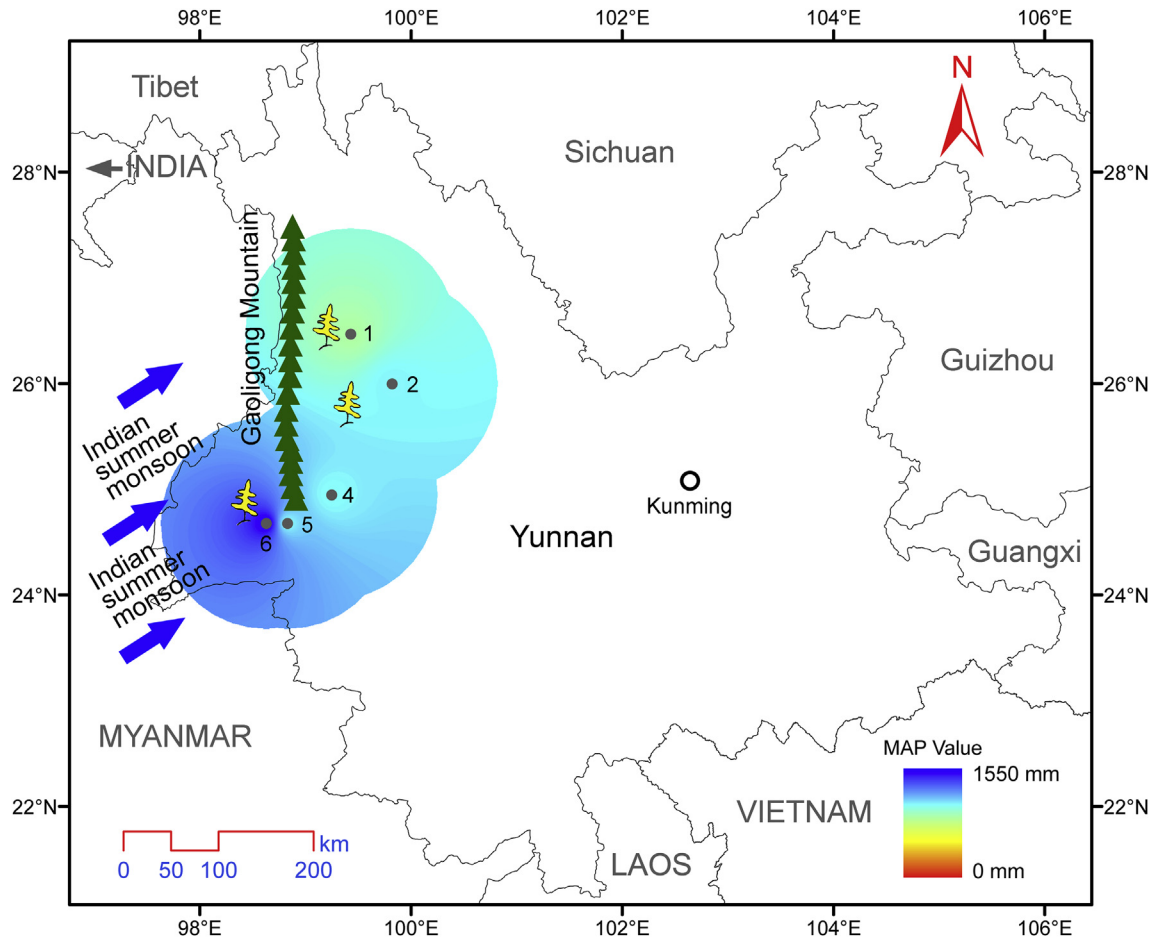 98°E 100°E 102°E 104°E 106°E
N
Tibet
Sichuan
28°N INDIA 28°N
Gaoligong Mountain
1
Guizhou
26°N 2 26°N
Indian
summer
monsoon
4
Kunming
5
6
Yunnan
Guangxi
Indian
summer
monsoon
24°N 24°N
MYANMAR
MAP Value
1550 mm
22°N VIETNAM 22°N
km
0 50 100 200
LAOS
0 mm
98°E 100°E 102°E 104°E 106°E